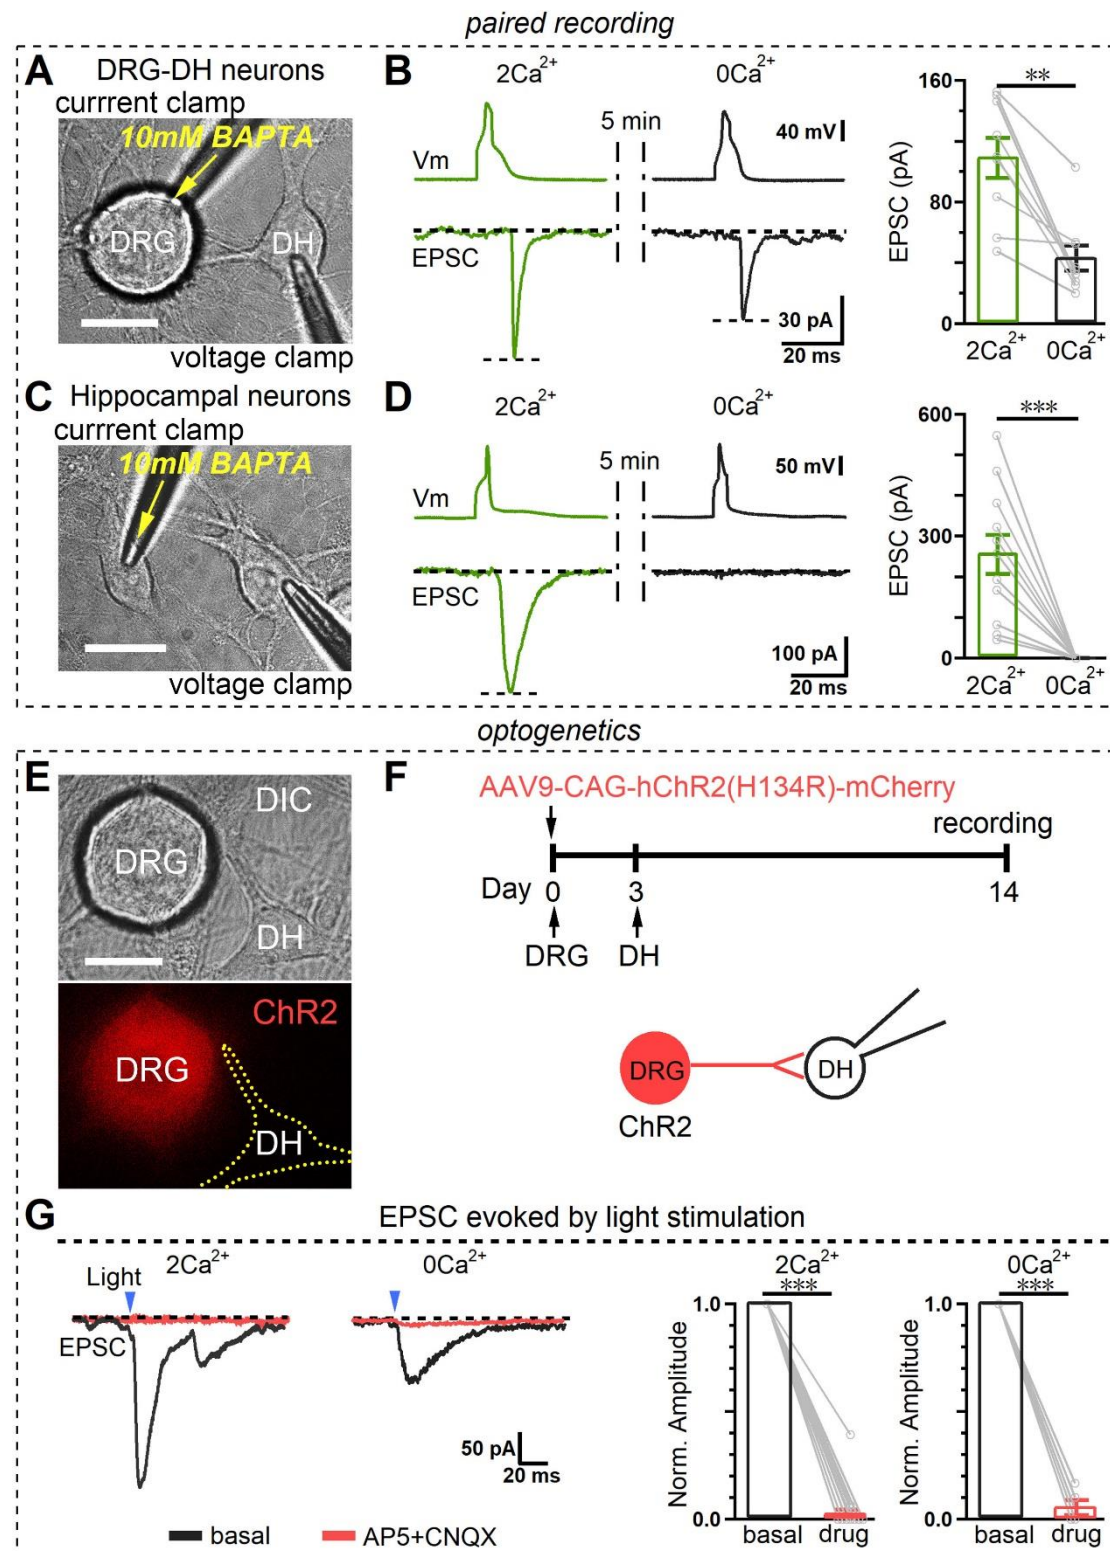 paired recording
A
DRG-DH neurons
currrent clamp
10mM BAPTA
DRG
DH
voltage clamp
B
2Ca²⁺
0Ca²⁺
5 min
40 mV
Vm
EPSC
30 pA
20 ms
EPSC (pA)
160
80
0
**
2Ca²⁺ 0Ca²⁺
C
Hippocampal neurons
currrent clamp
10mM BAPTA
voltage clamp
D
2Ca²⁺
0Ca²⁺
5 min
50 mV
Vm
EPSC
100 pA
20 ms
EPSC (pA)
600
300
0
***
2Ca²⁺ 0Ca²⁺
optogenetics
E
DIC
DRG
DH
ChR2
DRG
DH
F
AAV9-CAG-hChR2(H134R)-mCherry
recording
Day 0 3 14
DRG DH
DRG
DH
ChR2
G
EPSC evoked by light stimulation
2Ca²⁺
0Ca²⁺
Light
EPSC
50 pA
20 ms
basal
AP5+CNQX
2Ca²⁺
***
Norm. Amplitude
1.0
0.0
basal drug
0Ca²⁺
***
Norm. Amplitude
1.0
0.0
basal drug